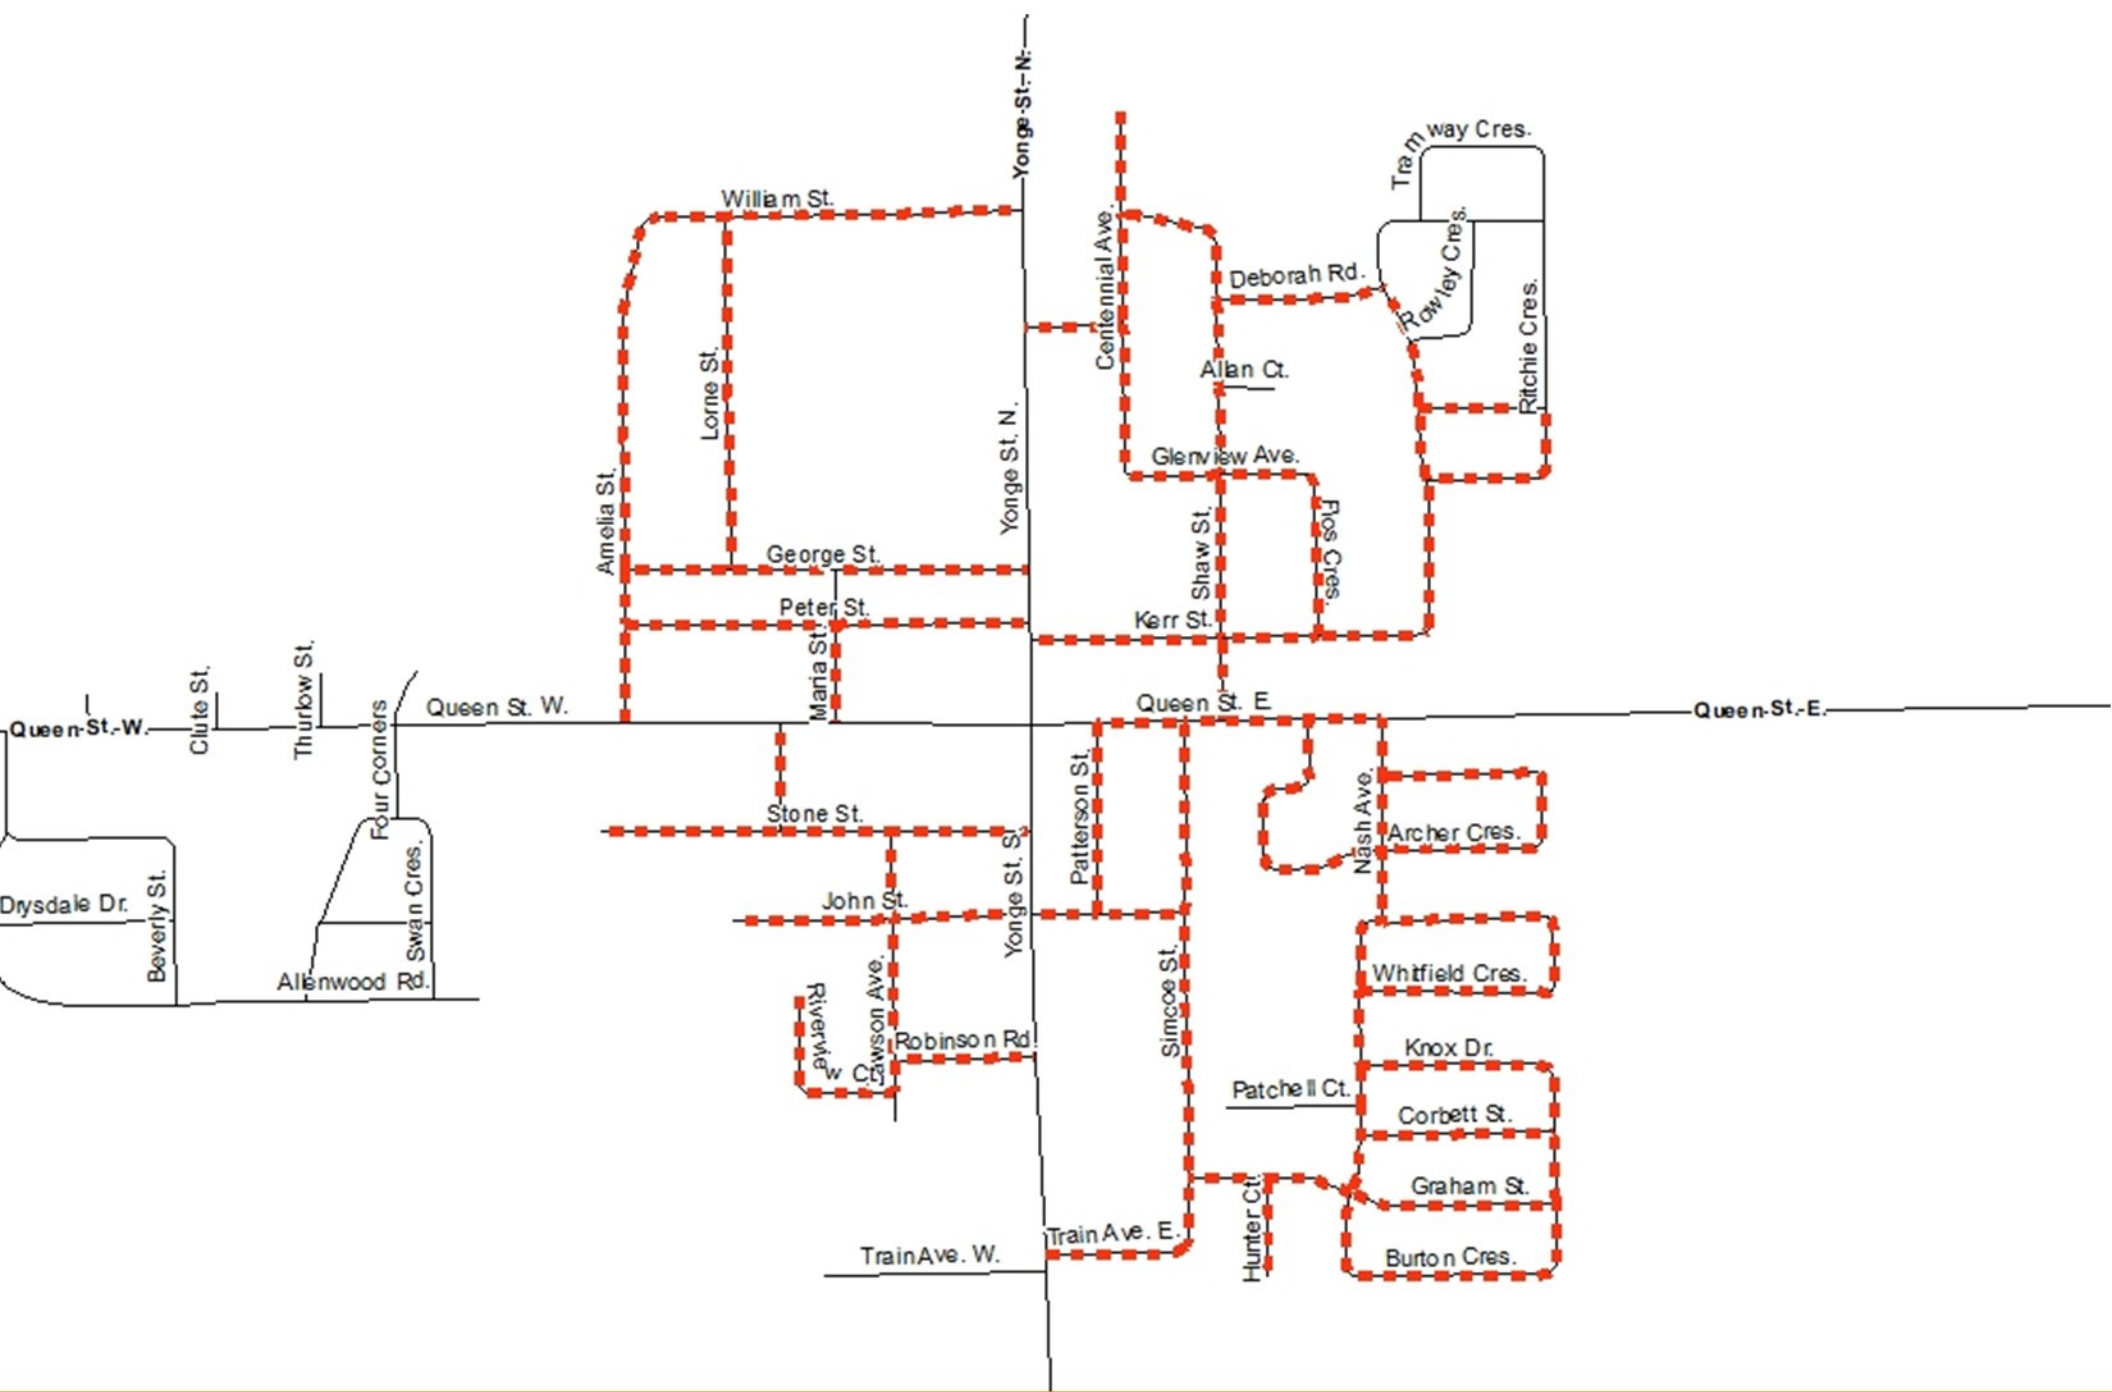 Yonge-St.-N.
Tramway Cres.
William St.
Centennial Ave.
Rowley Cres.
Deborah Rd.
Ritchie Cres.
Allan Ct.
Lorne St.
Yonge St. N.
Glenview Ave.
Amelia St.
Shaw St.
Flos Cres.
George St.
Peter St.
Kerr St.
Maria St.
Clute St.
Thurlow St.
Four Corners
Queen St. W.
Queen St. E.
Queen-St.-E.
Queen-St.-W.
Stone St.
Patterson St.
Nash Ave.
Archer Cres.
Yonge St. S.
John St.
Drysdale Dr.
Beverly St.
Swan Cres.
Allenwood Rd.
Simcoe St.
Whitfield Cres.
Riverview Ct.
Lawson Ave.
Robinson Rd.
Knox Dr.
Patchell Ct.
Corbett St.
Graham St.
Hunter Ct.
Train Ave. E.
Train Ave. W.
Burton Cres.